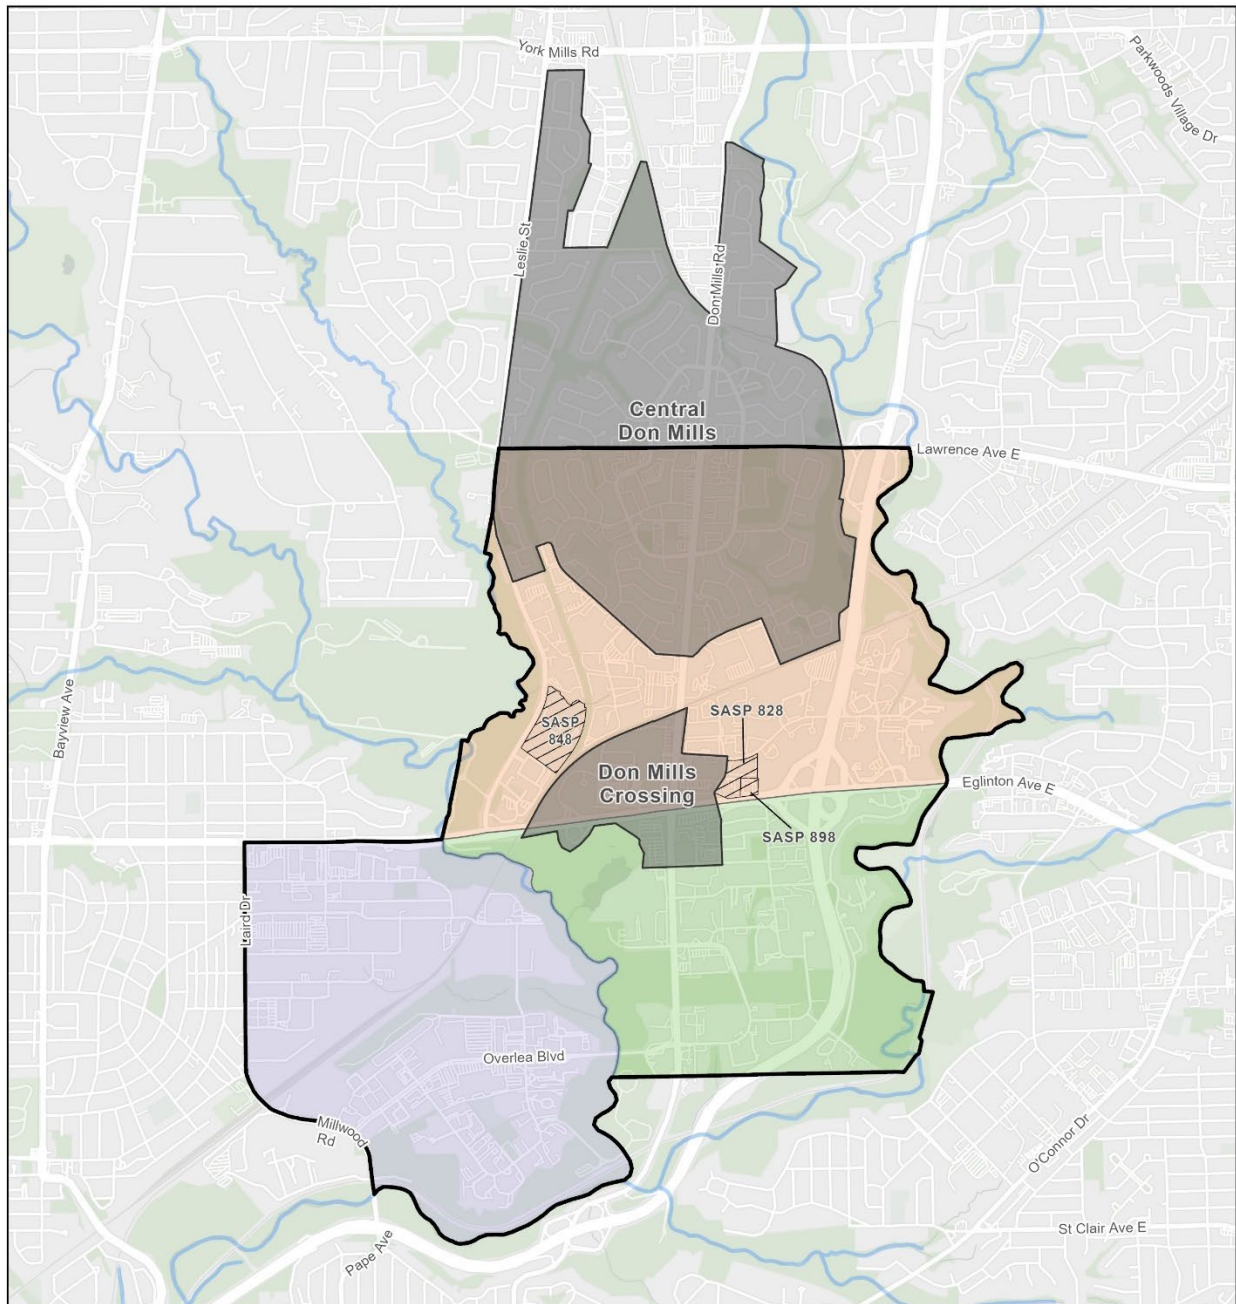 York Mills Rd
Parkwoods Village Dr
Leslie St
Don Mills Rd
Central
Don Mills
Lawrence Ave E
Bayview Ave
SASP
848
SASP 828
Don Mills
Crossing
Eglinton Ave E
SASP 898
Laird Dr
Overlea Blvd
Millwood
Rd
O'Connor Dr
St Clair Ave E
Pape Ave